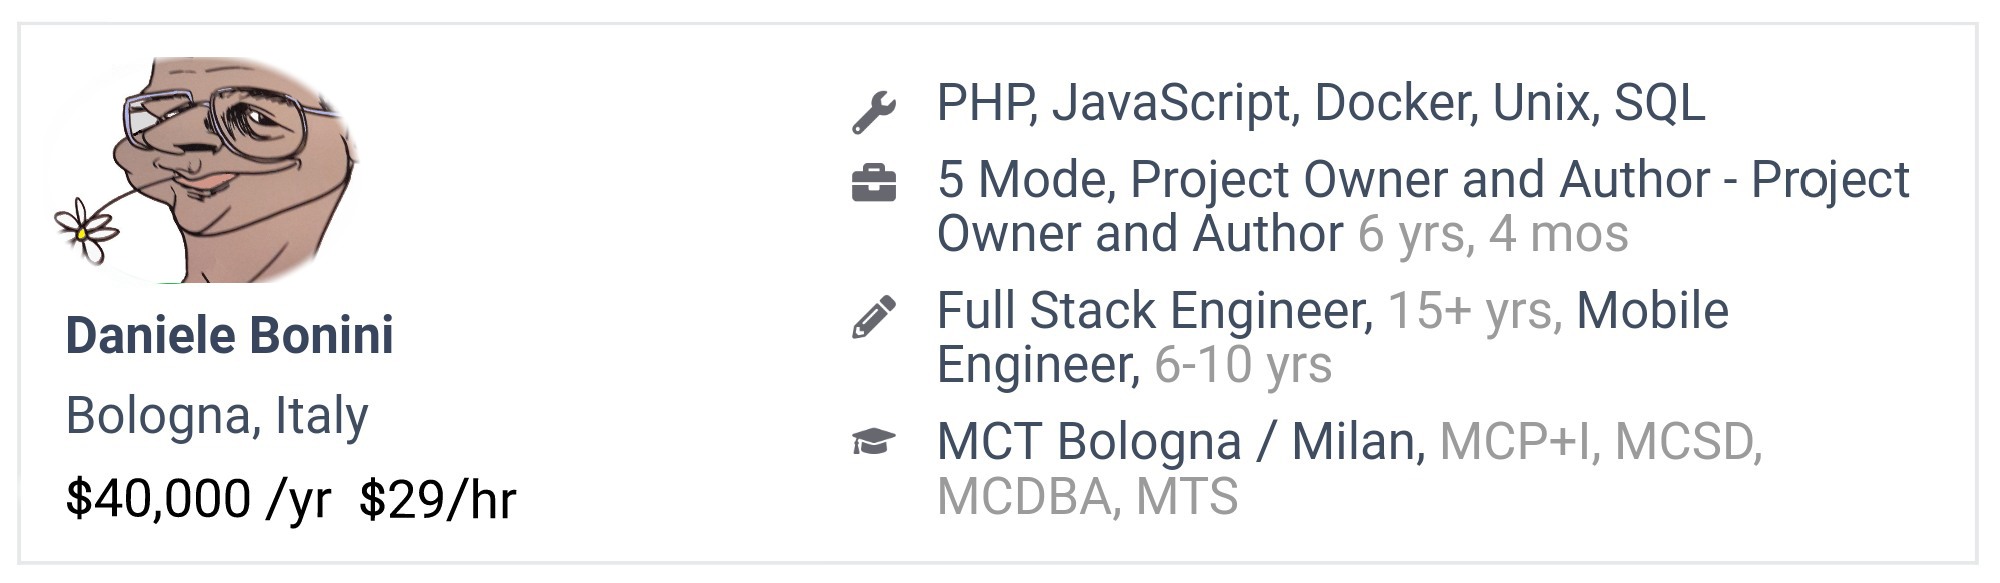 Daniele Bonini
Bologna, Italy
$40,000 /yr $29/hr
PHP, JavaScript, Docker, Unix, SQL
5 Mode, Project Owner and Author - Project
Owner and Author 6 yrs, 4 mos
Full Stack Engineer, 15+ yrs, Mobile
Engineer, 6-10 yrs
MCT Bologna / Milan, MCP+I, MCSD,
MCDBA, MTS